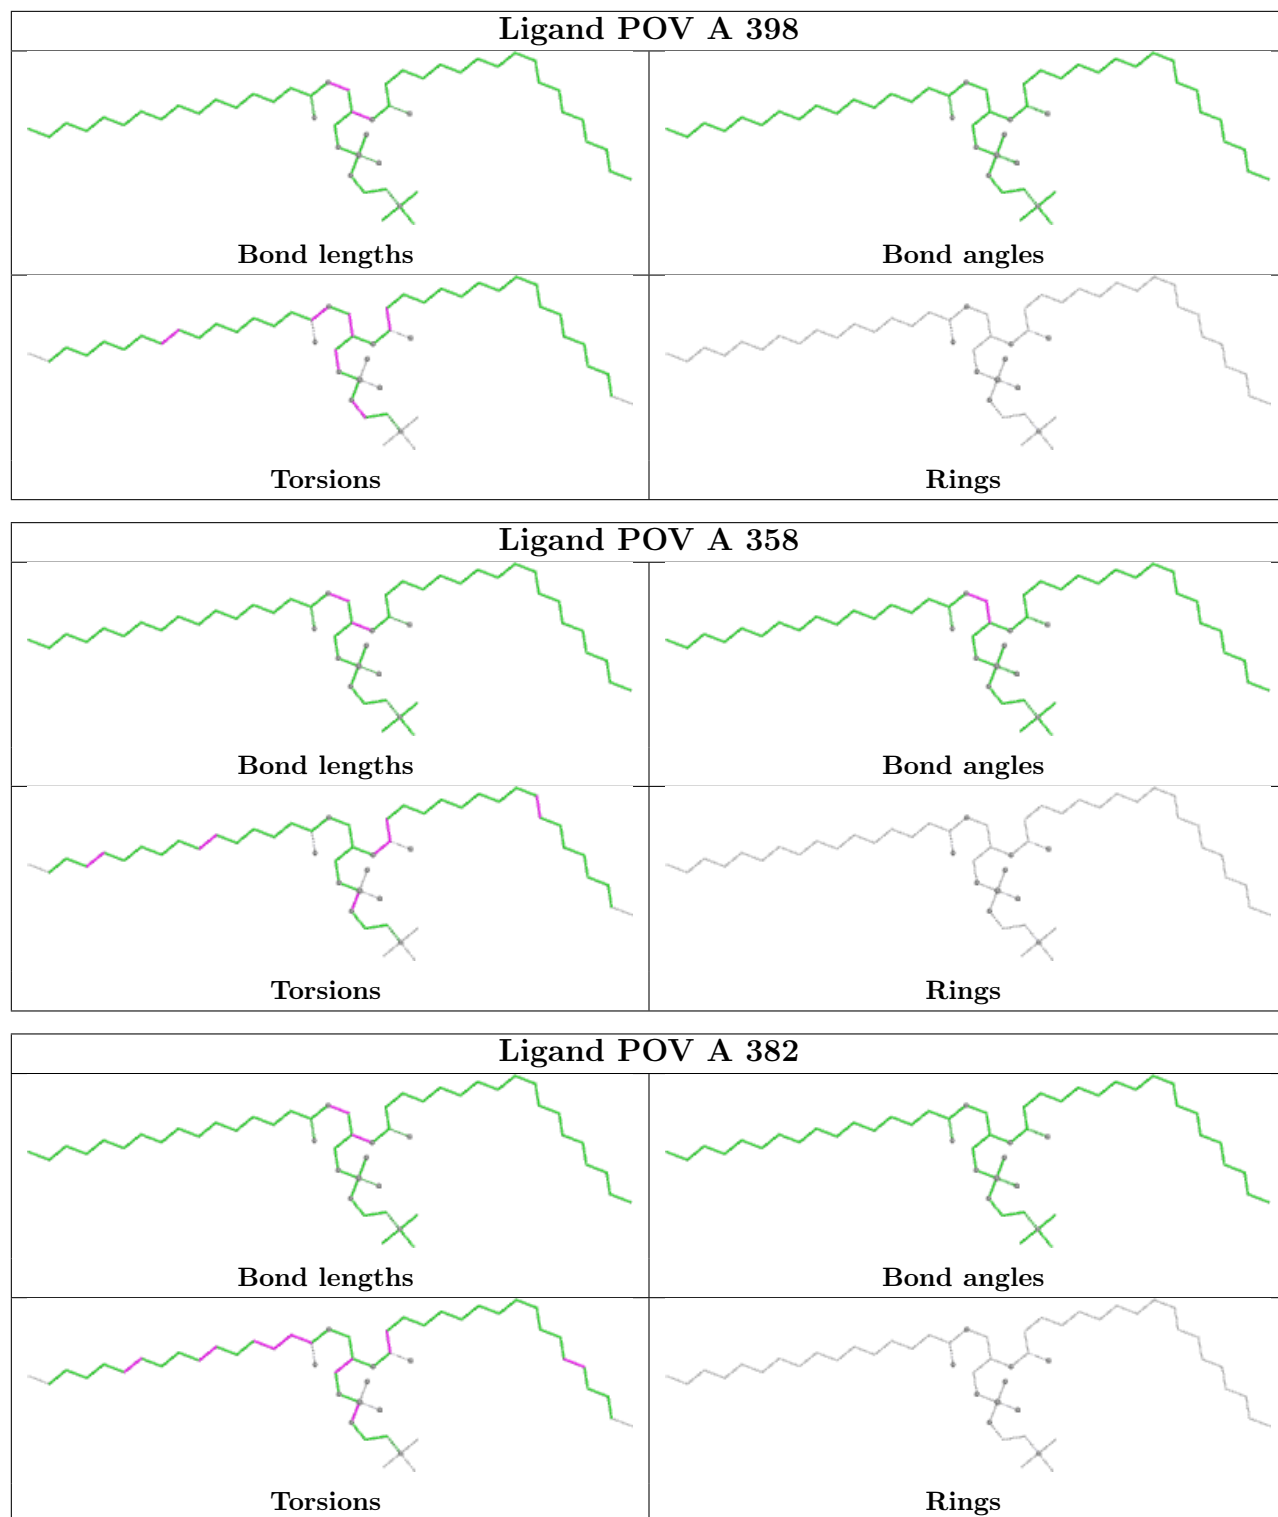 Ligand POV A 398
Bond lengths
Bond angles
Torsions
Rings
Ligand POV A 358
Bond lengths
Bond angles
Torsions
Rings
Ligand POV A 382
Bond lengths
Bond angles
Torsions
Rings